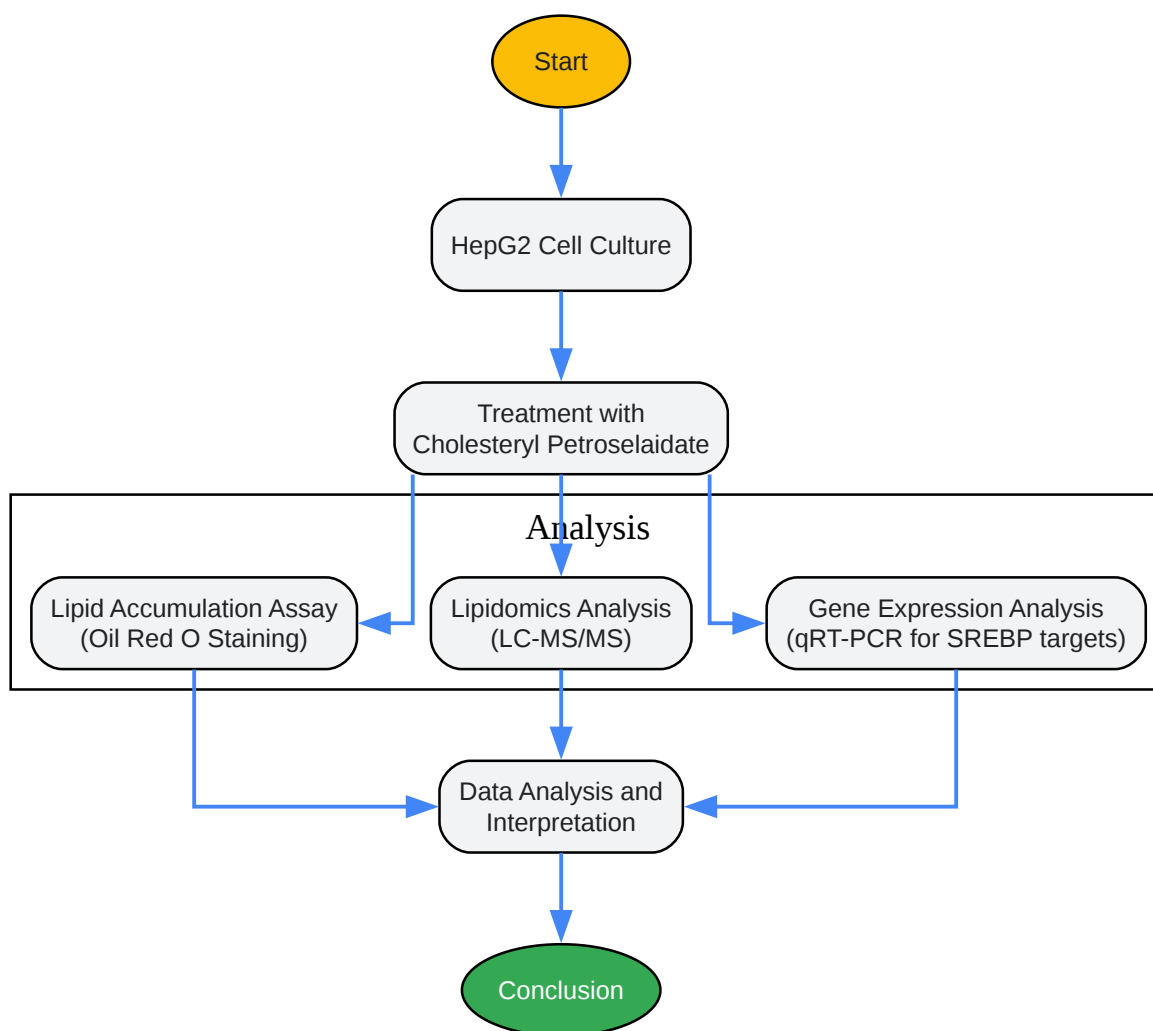 Start
HepG2 Cell Culture
Treatment with
Cholesteryl Petroselaidate
Analysis
Lipid Accumulation Assay
(Oil Red O Staining)
Lipidomics Analysis
(LC-MS/MS)
Gene Expression Analysis
(qRT-PCR for SREBP targets)
Data Analysis and
Interpretation
Conclusion